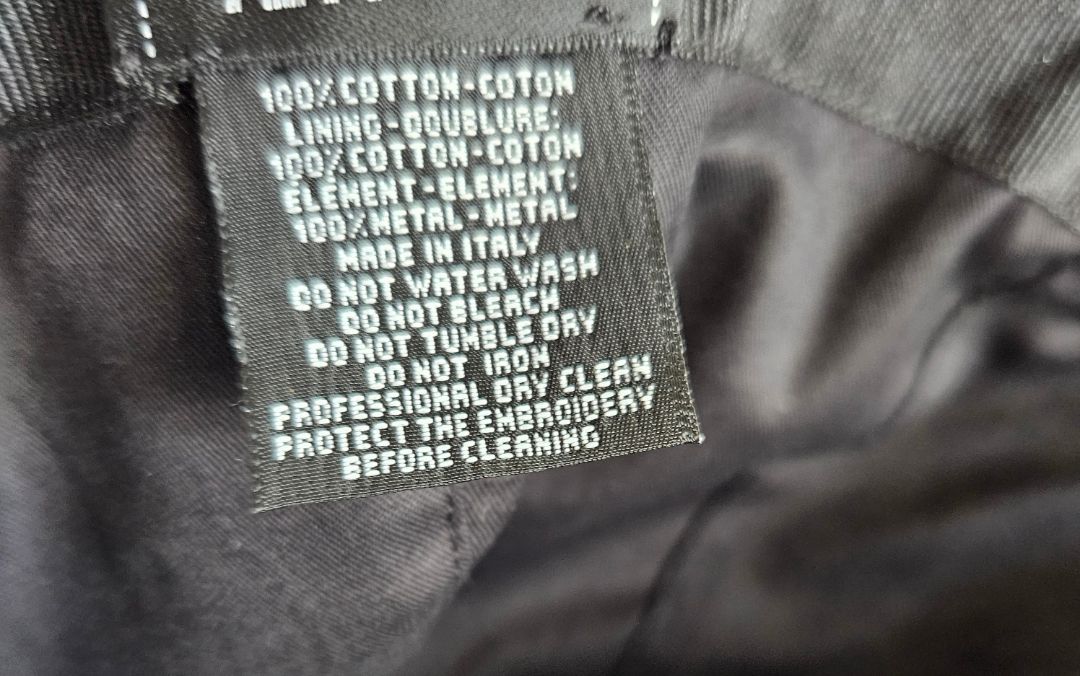 100% COTTON-COTON
LINING-DOUBLURE:
100% COTTON-COTON
ELEMENT-ELEMENT:
100% METAL-METAL
MADE IN ITALY
DO NOT WATER WASH
DO NOT BLEACH
DO NOT TUMBLE DRY
DO NOT IRON
PROFESSIONAL DRY CLEAN
PROTECT THE EMBROIDERY
BEFORE CLEANING